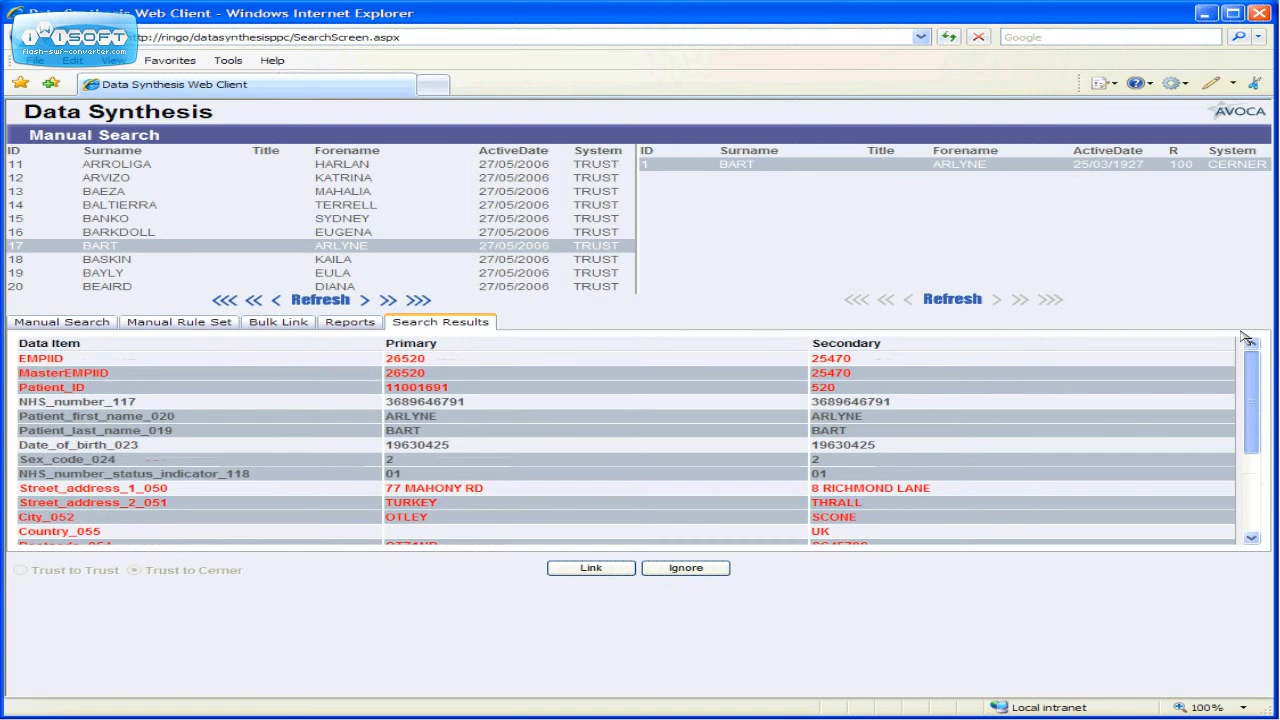 Data Synthesis Web Client - Windows Internet Explorer
iWiSOFT
flash-swf-converter.com
ttp://ringo/datasynthesisppc/SearchScreen.aspx
Google
File Edit View Favorites Tools Help
Data Synthesis Web Client
Data Synthesis
AVOCA
Manual Search
ID Surname Title Forename ActiveDate System
11 ARROLIGA HARLAN 27/05/2006 TRUST
12 ARVIZO KATRINA 27/05/2006 TRUST
13 BAEZA MAHALIA 27/05/2006 TRUST
14 BALTIERRA TERRELL 27/05/2006 TRUST
15 BANKO SYDNEY 27/05/2006 TRUST
16 BARKDOLL EUGENA 27/05/2006 TRUST
17 BART ARLYNE 27/05/2006 TRUST
18 BASKIN KAILA 27/05/2006 TRUST
19 BAYLY EULA 27/05/2006 TRUST
20 BEAIRD DIANA 27/05/2006 TRUST
<<< << < Refresh > >> >>>
ID Surname Title Forename ActiveDate R System
1 BART ARLYNE 25/03/1927 100 CERNER
<<< << < Refresh > >> >>>
Manual Search Manual Rule Set Bulk Link Reports Search Results
Data Item Primary Secondary
EMPIID 26520 25470
MasterEMPIID 26520 25470
Patient_ID 11001691 520
NHS_number_117 3689646791 3689646791
Patient_first_name_020 ARLYNE ARLYNE
Patient_last_name_019 BART BART
Date_of_birth_023 19630425 19630425
Sex_code_024 2 2
NHS_number_status_indicator_118 01 01
Street_address_1_050 77 MAHONY RD 8 RICHMOND LANE
Street_address_2_051 TURKEY THRALL
City_052 OTLEY SCONE
Country_055 UK
Trust to Trust Trust to Cerner Link Ignore
Local intranet 100%